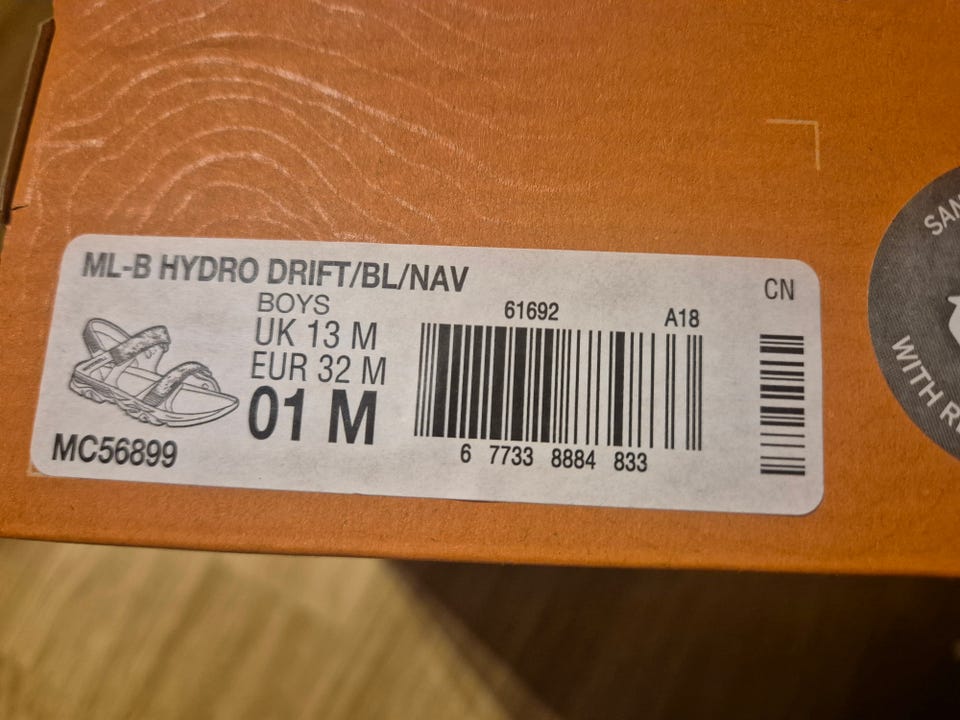 ML-B HYDRO DRIFT/BL/NAV
CN
BOYS
UK 13 M
EUR 32 M
01 M
MC56899
61692
A18
6 7733 8884 833
WITH